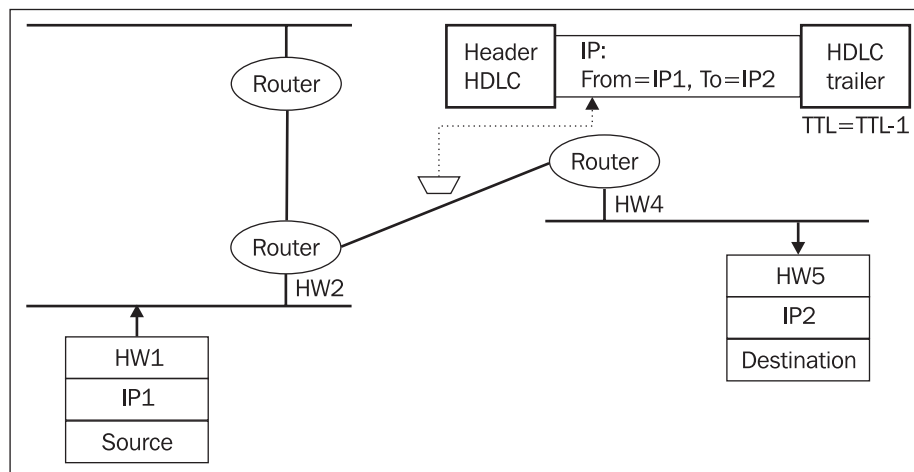 Router
Header
HDLC
IP:
From=IP1, To=IP2
HDLC
trailer
TTL=TTL-1
Router
HW4
Router
HW2
HW1
IP1
Source
HW5
IP2
Destination